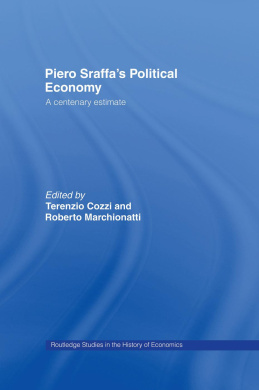 Piero Sraffa's Political
Economy
A centenary estimate
Edited by
Terenzio Cozzi and
Roberto Marchionatti
Routledge Studies in the History of Economics